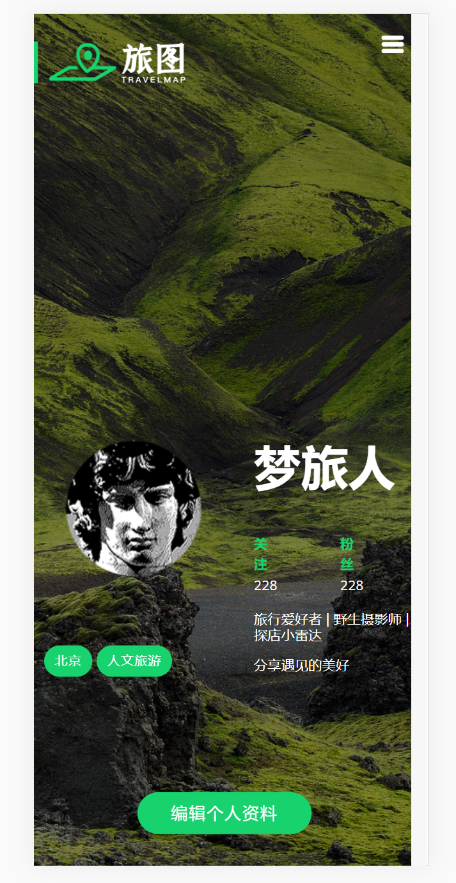 旅图
TRAVELMAP
梦旅人
关 粉
注 丝
228 228
旅行爱好者 | 野生摄影师 |
探店小雷达
分享遇见的美好
北京 人文旅游
编辑个人资料